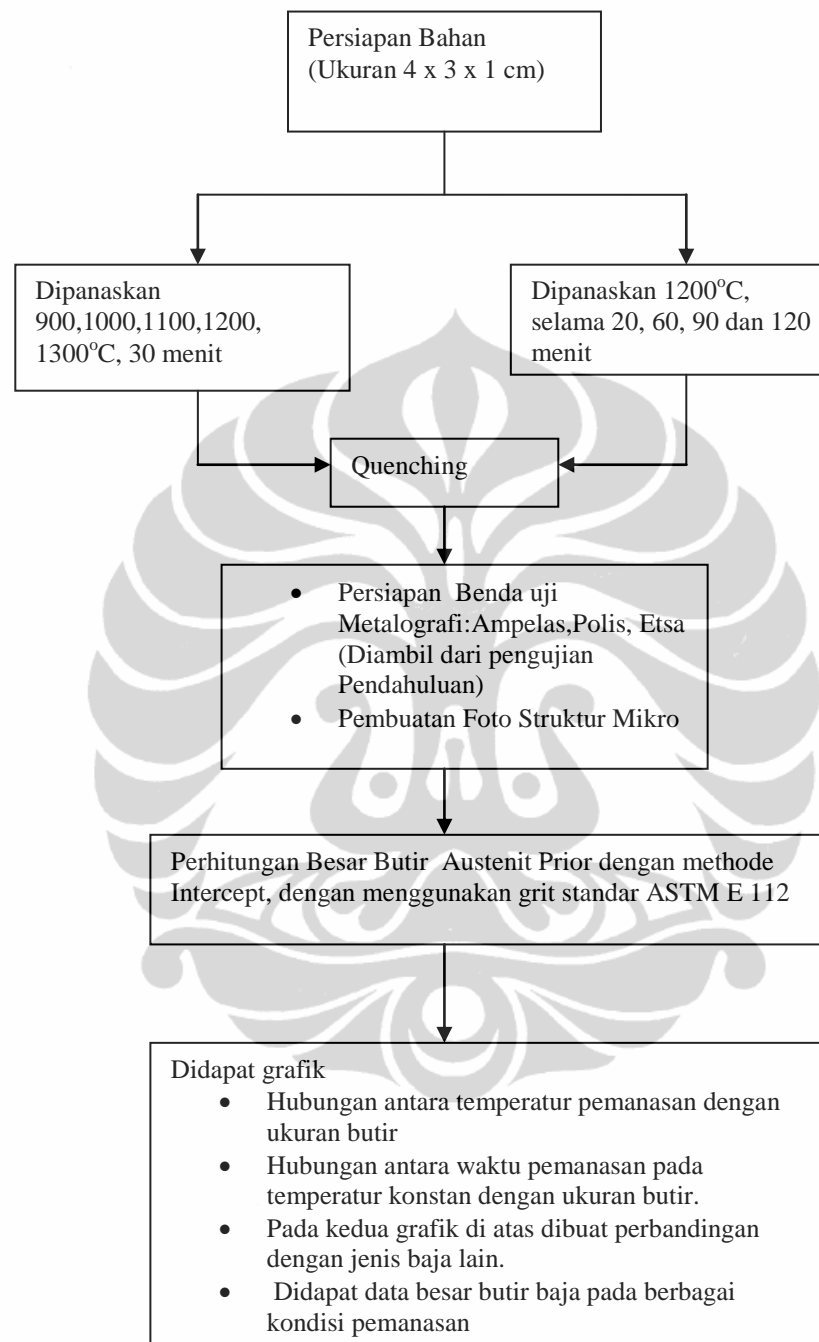 Persiapan Bahan
(Ukuran 4 x 3 x 1 cm)
Dipanaskan
900,1000,1100,1200,
1300°C, 30 menit
Dipanaskan 1200°C,
selama 20, 60, 90 dan 120
menit
Quenching
• Persiapan Benda uji
Metalografi:Ampelas,Polis, Etsa
(Diambil dari pengujian
Pendahuluan)
• Pembuatan Foto Struktur Mikro
Perhitungan Besar Butir Austenit Prior dengan methode
Intercept, dengan menggunakan grit standar ASTM E 112
Didapat grafik
• Hubungan antara temperatur pemanasan dengan
ukuran butir
• Hubungan antara waktu pemanasan pada
temperatur konstan dengan ukuran butir.
• Pada kedua grafik di atas dibuat perbandingan
dengan jenis baja lain.
• Didapat data besar butir baja pada berbagai
kondisi pemanasan